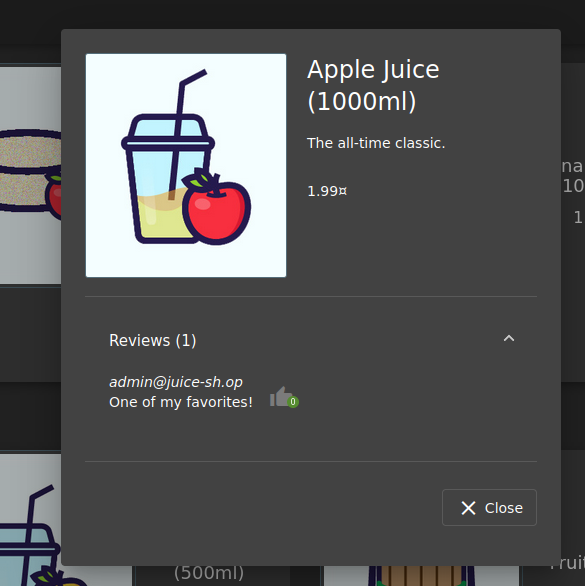 Apple Juice
(1000ml)
The all-time classic.
1.99¤
Reviews (1)
admin@juice-sh.op
One of my favorites!
0
Close
(500ml)